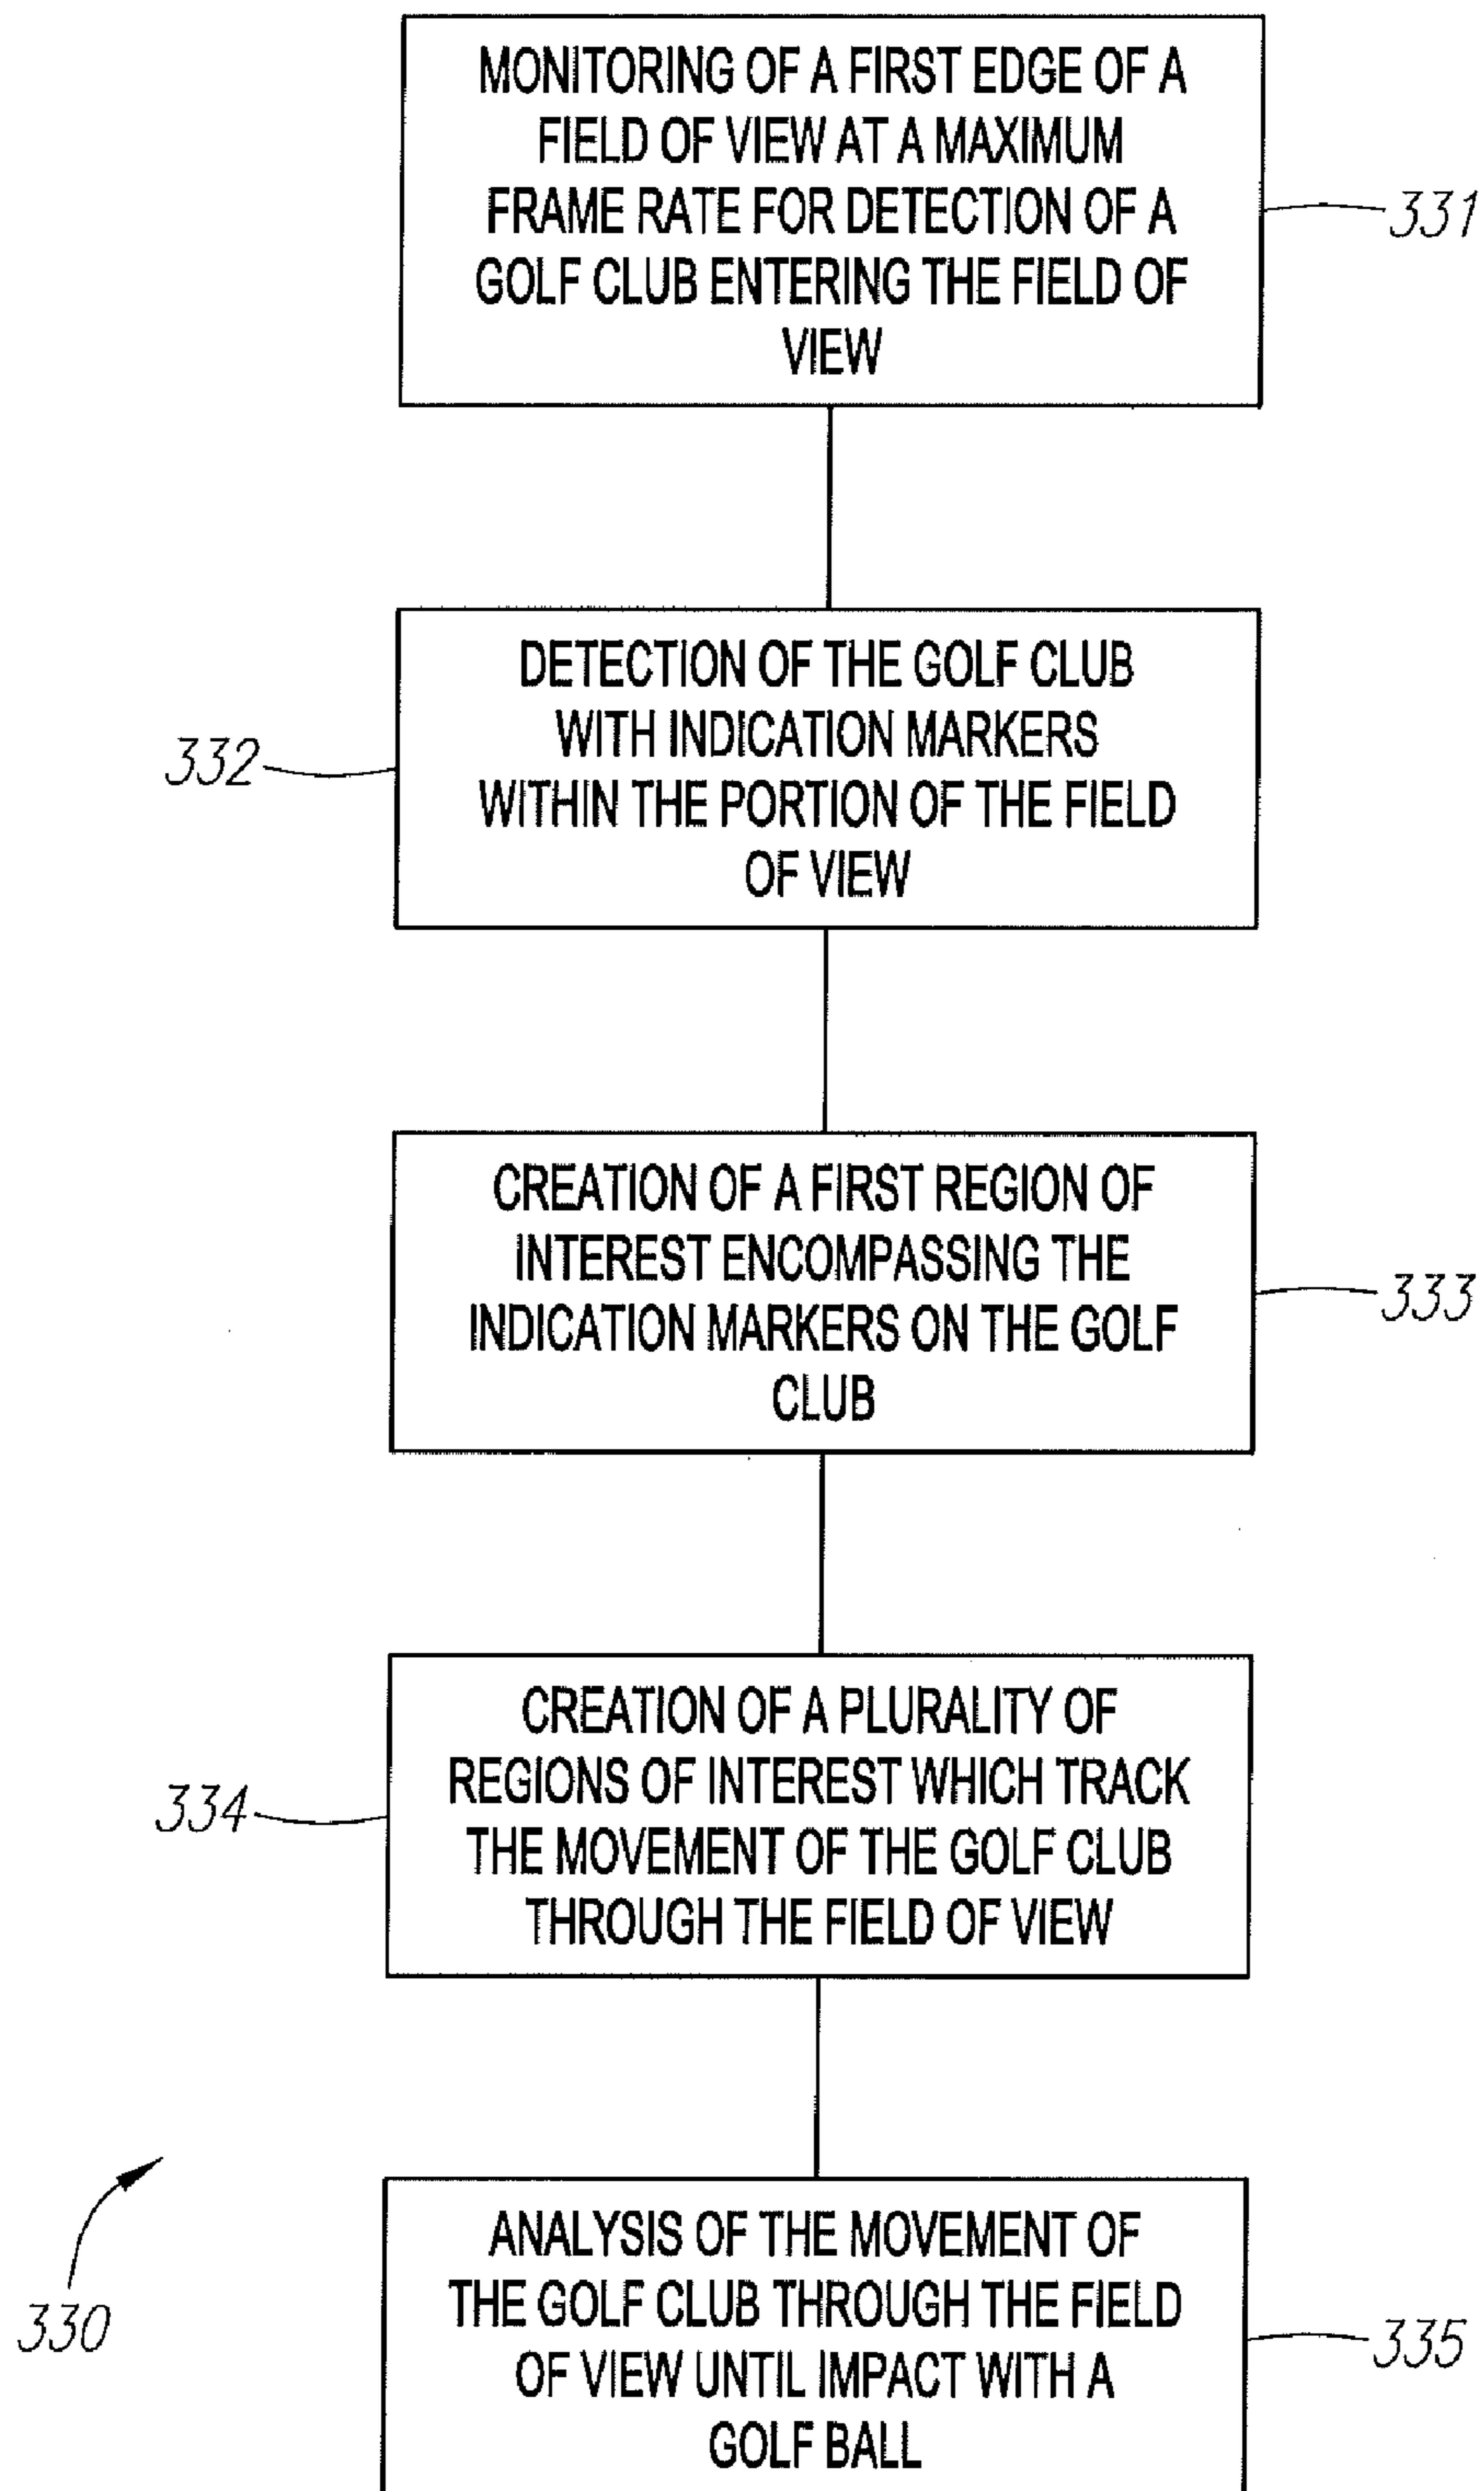 MONITORING OF A FIRST EDGE OF A
FIELD OF VIEW AT A MAXIMUM
FRAME RATE FOR DETECTION OF A
GOLF CLUB ENTERING THE FIELD OF
VIEW
331
DETECTION OF THE GOLF CLUB
WITH INDICATION MARKERS
WITHIN THE PORTION OF THE FIELD
OF VIEW
332
CREATION OF A FIRST REGION OF
INTEREST ENCOMPASSING THE
INDICATION MARKERS ON THE GOLF
CLUB
333
CREATION OF A PLURALITY OF
REGIONS OF INTEREST WHICH TRACK
THE MOVEMENT OF THE GOLF CLUB
THROUGH THE FIELD OF VIEW
334
ANALYSIS OF THE MOVEMENT OF
THE GOLF CLUB THROUGH THE FIELD
OF VIEW UNTIL IMPACT WITH A
GOLF BALL
335
330